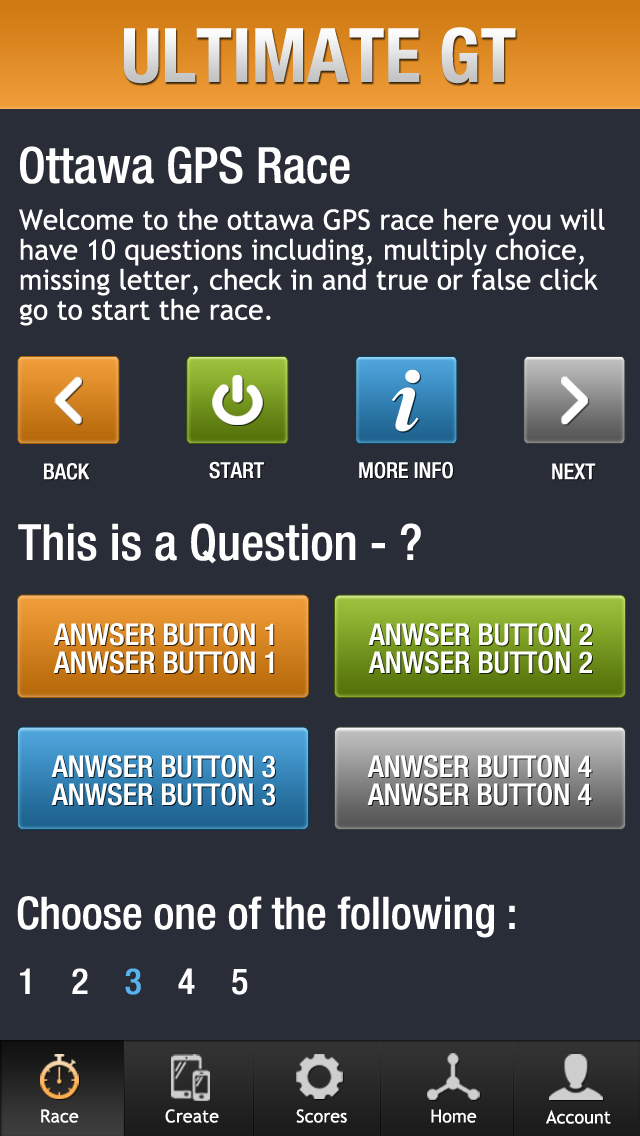 ULTIMATE GT
Ottawa GPS Race
Welcome to the ottawa GPS race here you will
have 10 questions including, multiply choice,
missing letter, check in and true or false click
go to start the race.
BACK START MORE INFO NEXT
This is a Question - ?
ANWSER BUTTON 1
ANWSER BUTTON 1
ANWSER BUTTON 2
ANWSER BUTTON 2
ANWSER BUTTON 3
ANWSER BUTTON 3
ANWSER BUTTON 4
ANWSER BUTTON 4
Choose one of the following :
1 2 3 4 5
Race Create Scores Home Account